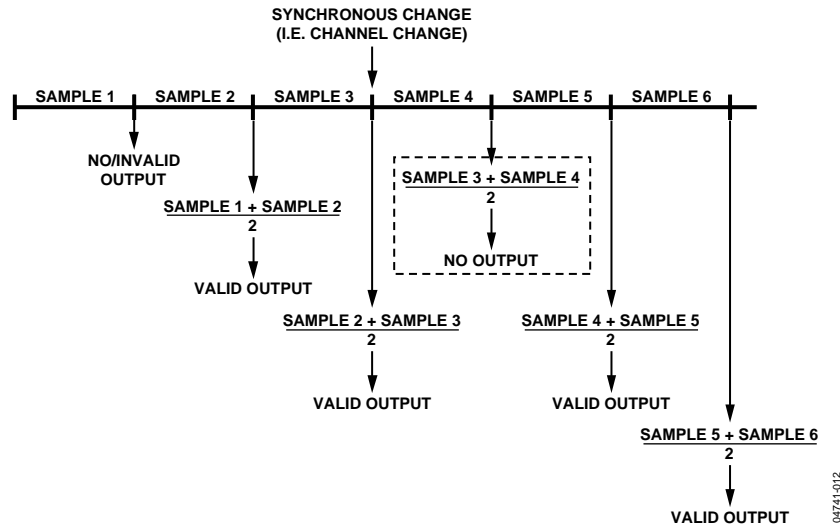 SYNCHRONOUS CHANGE
(I.E. CHANNEL CHANGE)
SAMPLE 1
SAMPLE 2
SAMPLE 3
SAMPLE 4
SAMPLE 5
SAMPLE 6
NO/INVALID
OUTPUT
SAMPLE 1 + SAMPLE 2
2
VALID OUTPUT
SAMPLE 2 + SAMPLE 3
2
VALID OUTPUT
SAMPLE 3 + SAMPLE 4
2
NO OUTPUT
SAMPLE 4 + SAMPLE 5
2
VALID OUTPUT
SAMPLE 5 + SAMPLE 6
2
VALID OUTPUT
04741-012